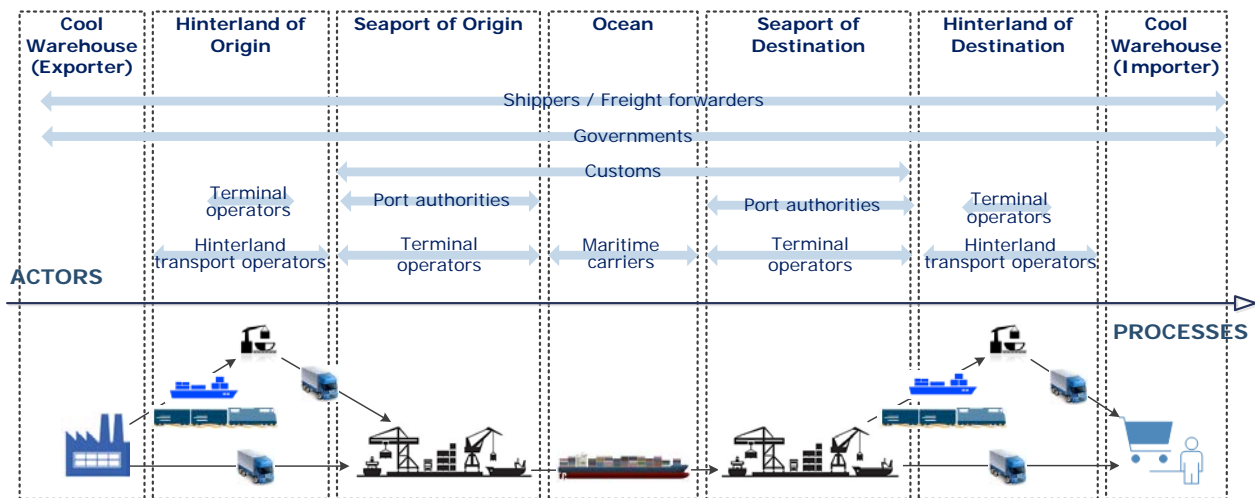 Cool
Warehouse
(Exporter)
Hinterland of
Origin
Seaport of Origin
Ocean
Seaport of
Destination
Hinterland of
Destination
Cool
Warehouse
(Importer)
Shippers / Freight forwarders
Governments
Customs
Terminal
operators
Port authorities
Port authorities
Terminal
operators
Hinterland
transport operators
Terminal
operators
Maritime
carriers
Terminal
operators
Hinterland
transport operators
ACTORS
PROCESSES